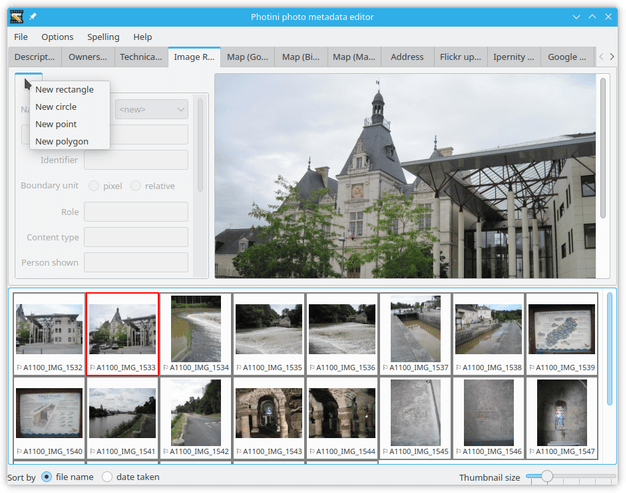 Photini photo metadata editor
File Options Spelling Help
Descript... Owners... Technica... Image R... Map (Go... Map (Bi... Map (Ma... Address Flickr up... Ipernity ... Google ...
New rectangle
<new>
New circle
New point
New polygon
Identifier
Boundary unit pixel relative
Role
Content type
Person shown
A1100_IMG_1532 A1100_IMG_1533 A1100_IMG_1534 A1100_IMG_1535 A1100_IMG_1536 A1100_IMG_1537 A1100_IMG_1538 A1100_IMG_1539
A1100_IMG_1540 A1100_IMG_1541 A1100_IMG_1542 A1100_IMG_1543 A1100_IMG_1544 A1100_IMG_1545 A1100_IMG_1546 A1100_IMG_1547
Sort by file name date taken Thumbnail size